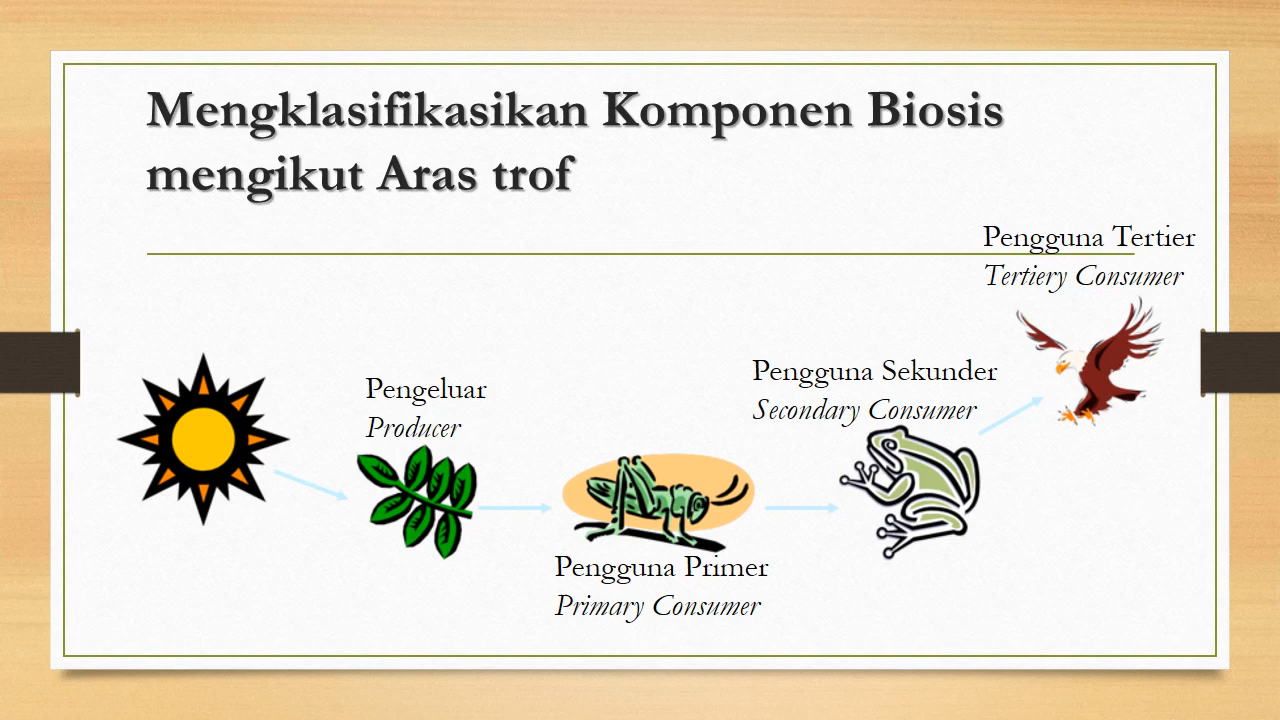 Mengklasifikasikan Komponen Biosis
mengikut Aras trof
Pengguna Tertier
Tertiery Consumer
Pengguna Sekunder
Secondary Consumer
Pengeluar
Producer
Pengguna Primer
Primary Consumer